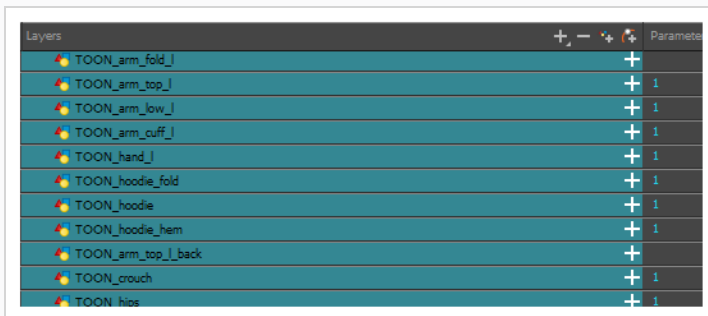 Layers Paramete
TOON_arm_fold_l
TOON_arm_top_l 1
TOON_arm_low_l 1
TOON_arm_cuff_l 1
TOON_hand_l 1
TOON_hoodie_fold 1
TOON_hoodie 1
TOON_hoodie_hem 1
TOON_arm_top_l_back
TOON_crouch 1
TOON_hips 1